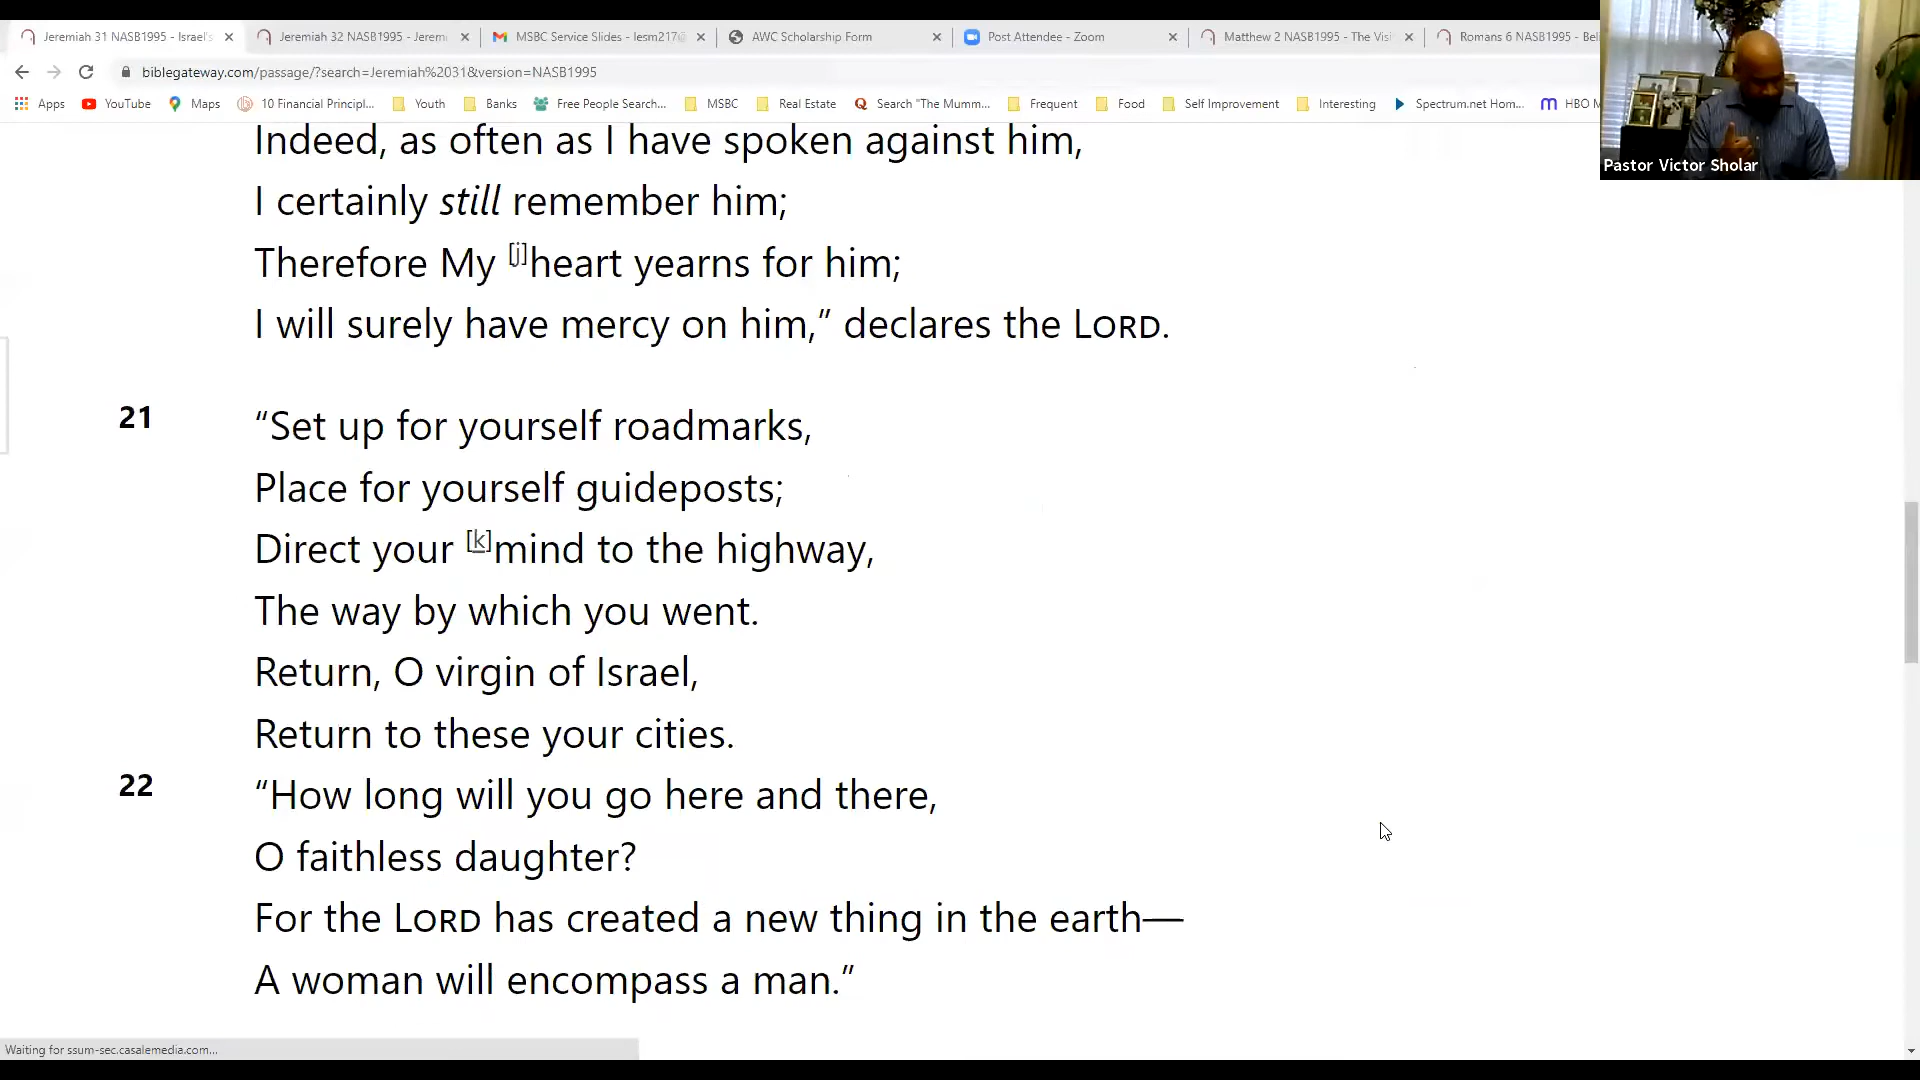 Jeremiah 31 NASB1995 - Israel's
Jeremiah 32 NASB1995 - Jerem
MSBC Service Slides - lesm217@
AWC Scholarship Form
Post Attendee - Zoom
Matthew 2 NASB1995 - The Visi
Romans 6 NASB1995 - Bel
biblegateway.com/passage/?search=Jeremiah%2031&version=NASB1995
Apps
YouTube
Maps
10 Financial Principl...
Youth
Banks
Free People Search...
MSBC
Real Estate
Search "The Mumm...
Frequent
Food
Self Improvement
Interesting
Spectrum.net Hom...
HBO M
Pastor Victor Sholar
Indeed, as often as I have spoken against him,
I certainly still remember him;
Therefore My [j]heart yearns for him;
I will surely have mercy on him,” declares the LORD.
21 “Set up for yourself roadmarks,
Place for yourself guideposts;
Direct your [k]mind to the highway,
The way by which you went.
Return, O virgin of Israel,
Return to these your cities.
22 “How long will you go here and there,
O faithless daughter?
For the LORD has created a new thing in the earth—
A woman will encompass a man.”
Waiting for ssum-sec.casalemedia.com...